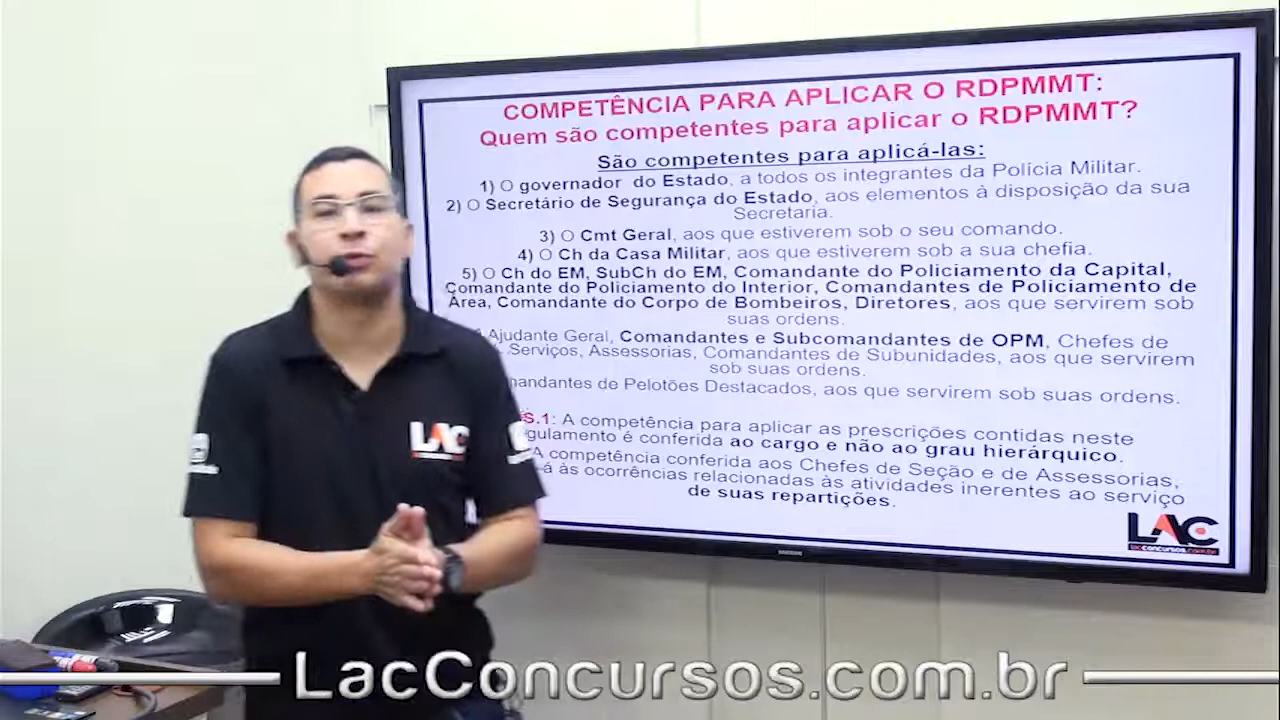 COMPETÊNCIA PARA APLICAR O RDPMMT:
Quem são competentes para aplicar o RDPMMT?
São competentes para aplicá-las:
1) O governador do Estado, a todos os integrantes da Polícia Militar.
2) O Secretário de Segurança do Estado, aos elementos à disposição da sua
Secretaria.
3) O Cmt Geral, aos que estiverem sob o seu comando.
4) O Ch da Casa Militar, aos que estiverem sob a sua chefia.
5) O Ch do EM, SubCh do EM, Comandante do Policiamento da Capital,
Comandante do Policiamento do Interior, Comandantes de Policiamento de
Área, Comandante do Corpo de Bombeiros, Diretores, aos que servirem sob
suas ordens.
Ajudante Geral, Comandantes e Subcomandantes de OPM, Chefes de
Serviços, Assessorias, Comandantes de Subunidades, aos que servirem
sob suas ordens.
mandantes de Pelotões Destacados, aos que servirem sob suas ordens.
S.1: A competência para aplicar as prescrições contidas neste
gulamento é conferida ao cargo e não ao grau hierárquico.
A competência conferida aos Chefes de Seção e de Assessorias,
á às ocorrências relacionadas às atividades inerentes ao serviço
de suas repartições.
LAC
lacconcursos.com.br
LAC
LacConcursos.com.br